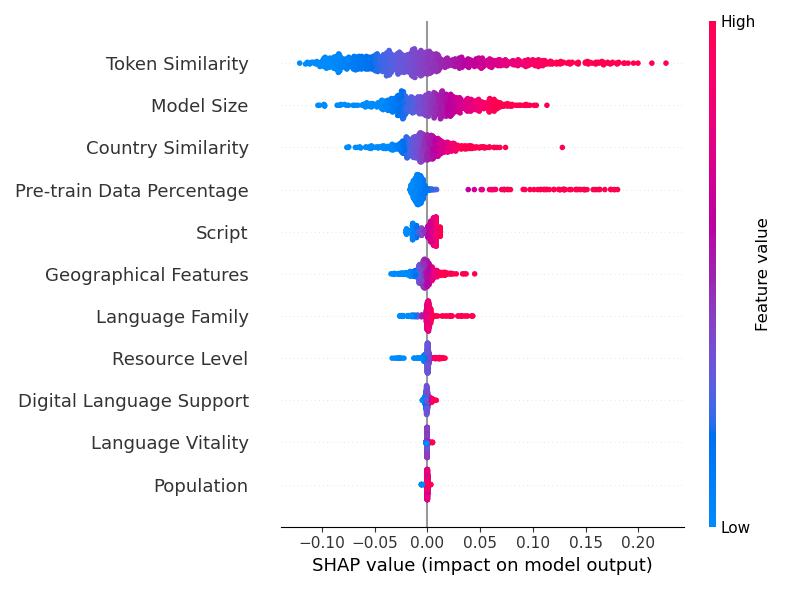 High
Token Similarity
Model Size
Country Similarity
Pre-train Data Percentage
Script
Geographical Features
Language Family
Resource Level
Digital Language Support
Language Vitality
Population
Feature value
Low
−0.10 −0.05 0.00 0.05 0.10 0.15 0.20
SHAP value (impact on model output)